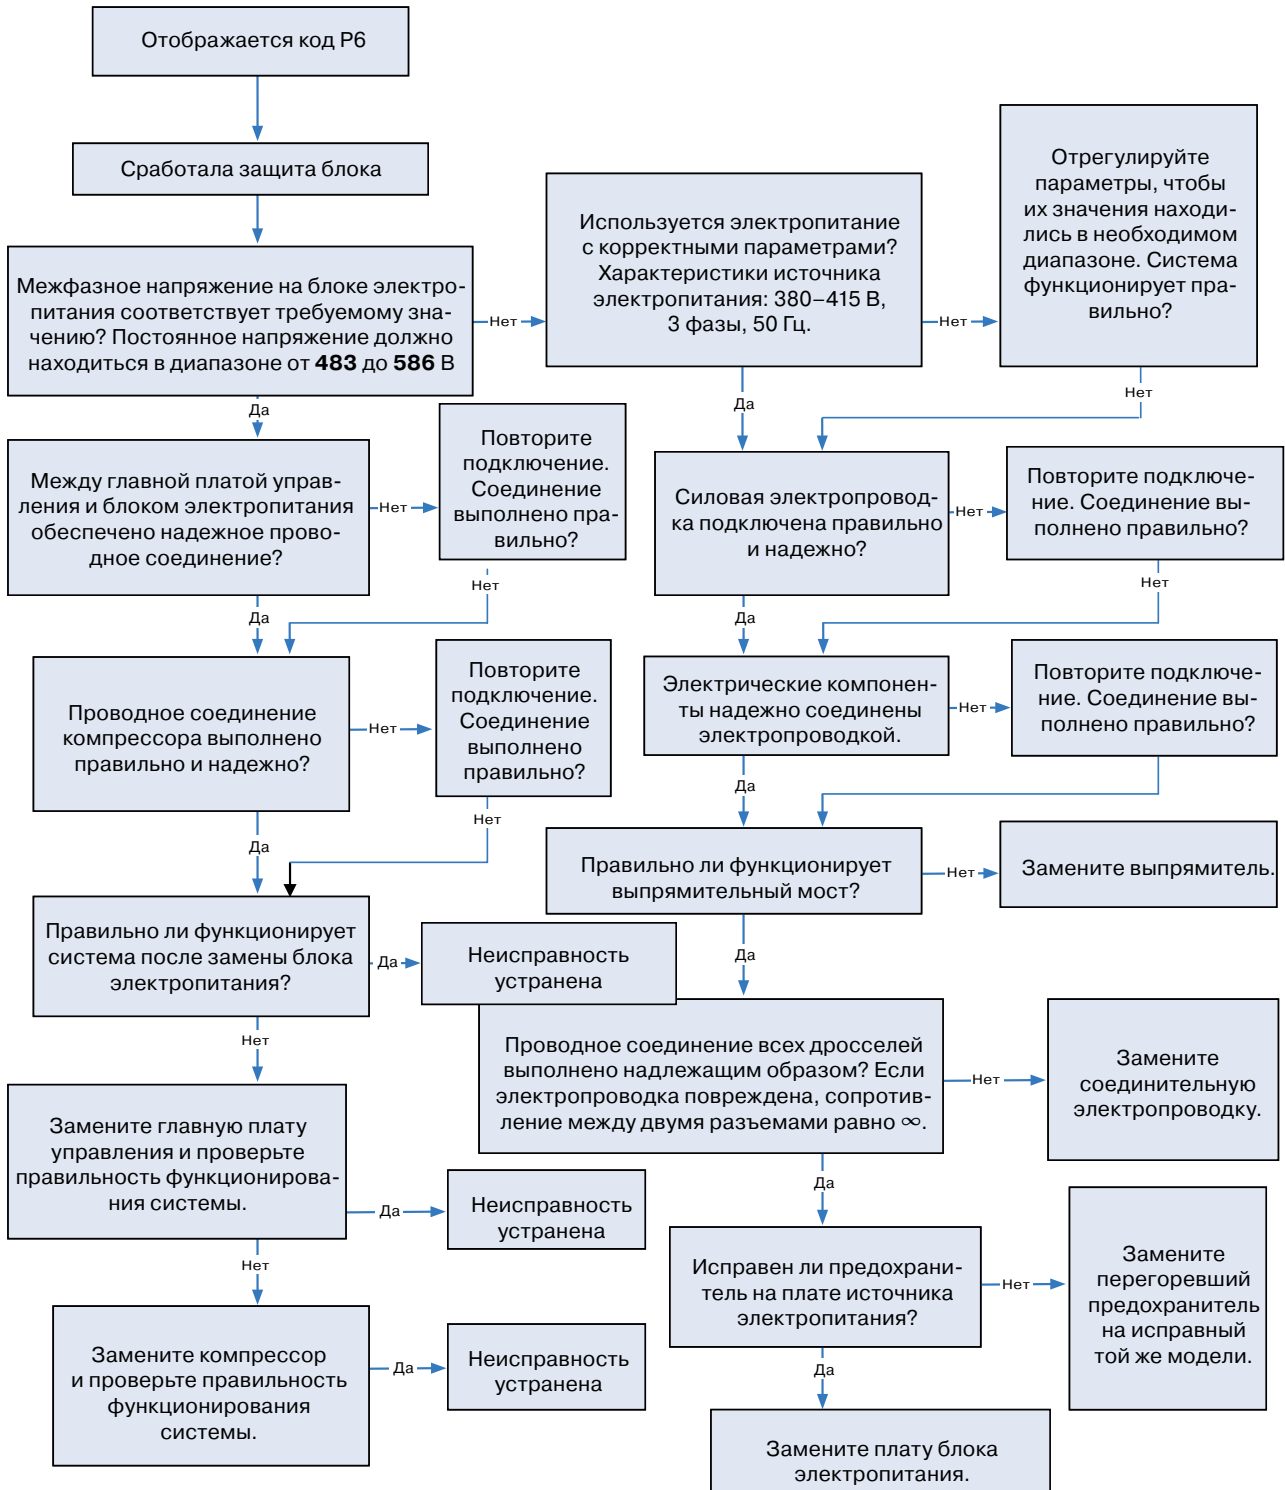 Отображается код P6
Сработала защита блока
Межфазное напряжение на блоке электро-
питания соответствует требуемому зна-
чению? Постоянное напряжение должно
находиться в диапазоне от 483 до 586 В
Нет
Используется электропитание
с корректными параметрами?
Характеристики источника
электропитания: 380–415 В,
3 фазы, 50 Гц.
Нет
Отрегулируйте
параметры, чтобы
их значения находи-
лись в необходимом
диапазоне. Система
функционирует пра-
вильно?
Да
Да
Нет
Между главной платой управ-
ления и блоком электропитания
обеспечено надежное прово-
дное соединение?
Нет
Повторите
подключение.
Соединение
выполнено пра-
вильно?
Силовая электропровод-
ка подключена правильно
и надежно?
Нет
Повторите подключе-
ние. Соединение вы-
полнено правильно?
Да
Нет
Да
Нет
Проводное соединение
компрессора выполнено
правильно и надежно?
Нет
Повторите
подключение.
Соединение
выполнено
правильно?
Электрические компонен-
ты надежно соединены
электропроводкой.
Нет
Повторите подключе-
ние. Соединение вы-
полнено правильно?
Да
Нет
Да
Правильно ли функционирует
выпрямительный мост?
Нет
Замените выпрямитель.
Правильно ли функционирует
система после замены блока
электропитания?
Да
Неисправность
устранена
Да
Нет
Проводное соединение всех дросселей
выполнено надлежащим образом? Если
электропроводка повреждена, сопротив-
ление между двумя разъемами равно ∞.
Нет
Замените
соединительную
электропроводку.
Замените главную плату
управления и проверьте
правильность функционирова-
ния системы.
Да
Неисправность
устранена
Да
Нет
Исправен ли предохрани-
тель на плате источника
электропитания?
Нет
Замените
перегоревший
предохранитель
на исправный
той же модели.
Замените компрессор
и проверьте правильность
функционирования
системы.
Да
Неисправность
устранена
Да
Замените плату блока
электропитания.